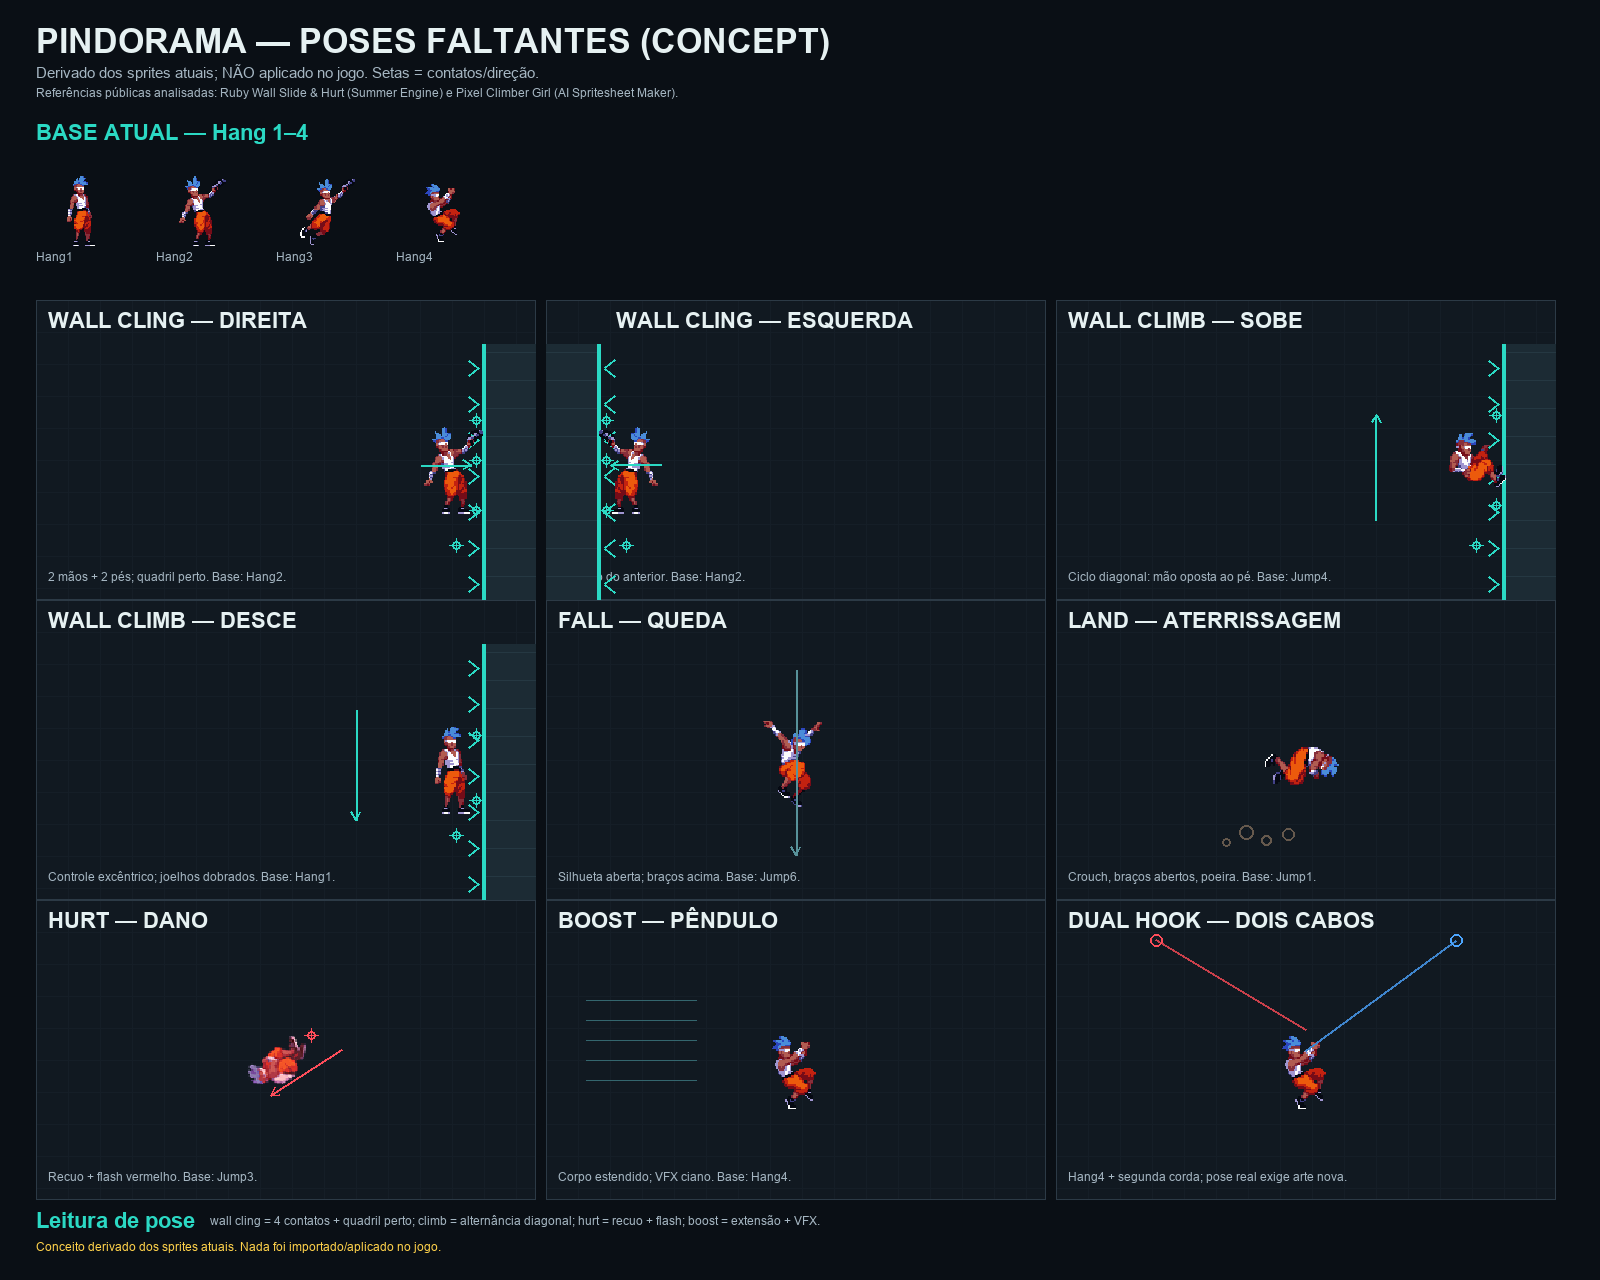 PINDORAMA — POSES FALTANTES (CONCEPT)
Derivado dos sprites atuais; NÃO aplicado no jogo. Setas = contatos/direção.
Referências públicas analisadas: Ruby Wall Slide & Hurt (Summer Engine) e Pixel Climber Girl (AI Spritesheet Maker).
BASE ATUAL — Hang 1–4
Hang1
Hang2
Hang3
Hang4
WALL CLING — DIREITA
2 mãos + 2 pés; quadril perto. Base: Hang2.
WALL CLING — ESQUERDA
do anterior. Base: Hang2.
WALL CLIMB — SOBE
Ciclo diagonal: mão oposta ao pé. Base: Jump4.
WALL CLIMB — DESCE
Controle excêntrico; joelhos dobrados. Base: Hang1.
FALL — QUEDA
Silhueta aberta; braços acima. Base: Jump6.
LAND — ATERRISSAGEM
Crouch, braços abertos, poeira. Base: Jump1.
HURT — DANO
Recuo + flash vermelho. Base: Jump3.
BOOST — PÊNDULO
Corpo estendido; VFX ciano. Base: Hang4.
DUAL HOOK — DOIS CABOS
Hang4 + segunda corda; pose real exige arte nova.
Leitura de pose wall cling = 4 contatos + quadril perto; climb = alternância diagonal; hurt = recuo + flash; boost = extensão + VFX.
Conceito derivado dos sprites atuais. Nada foi importado/aplicado no jogo.